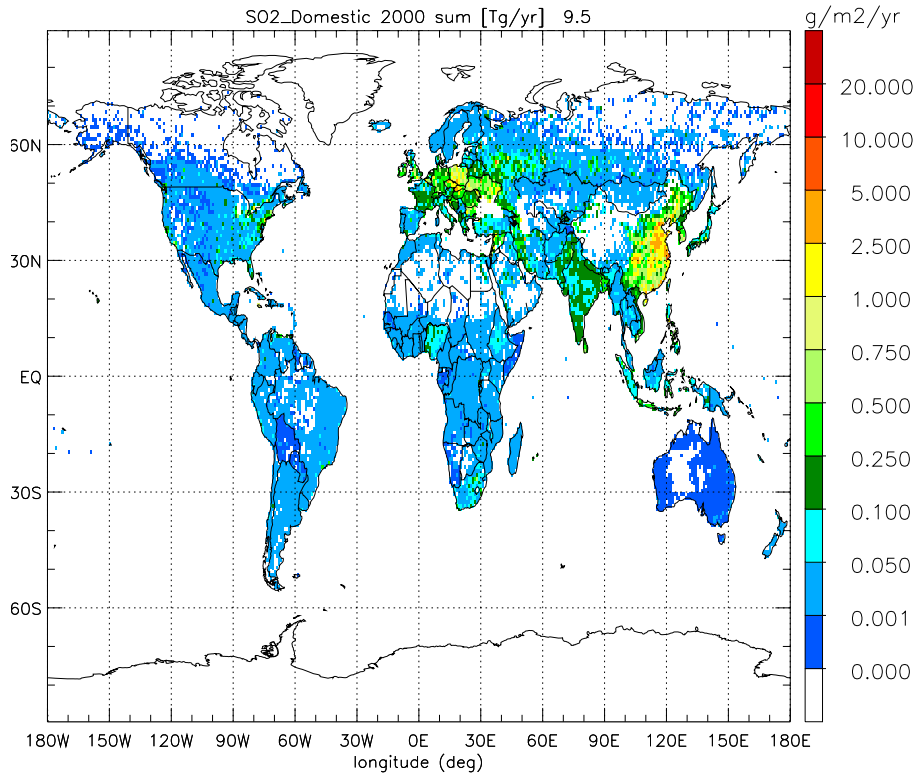 SO2_Domestic 2000 sum [Tg/yr] 9.5
g/m2/yr
20.000
10.000
5.000
2.500
1.000
0.750
0.500
0.250
0.100
0.050
0.001
0.000
60N
30N
EQ
30S
60S
180W 150W 120W 90W 60W 30W 0E 30E 60E 90E 120E 150E 180E
longitude (deg)